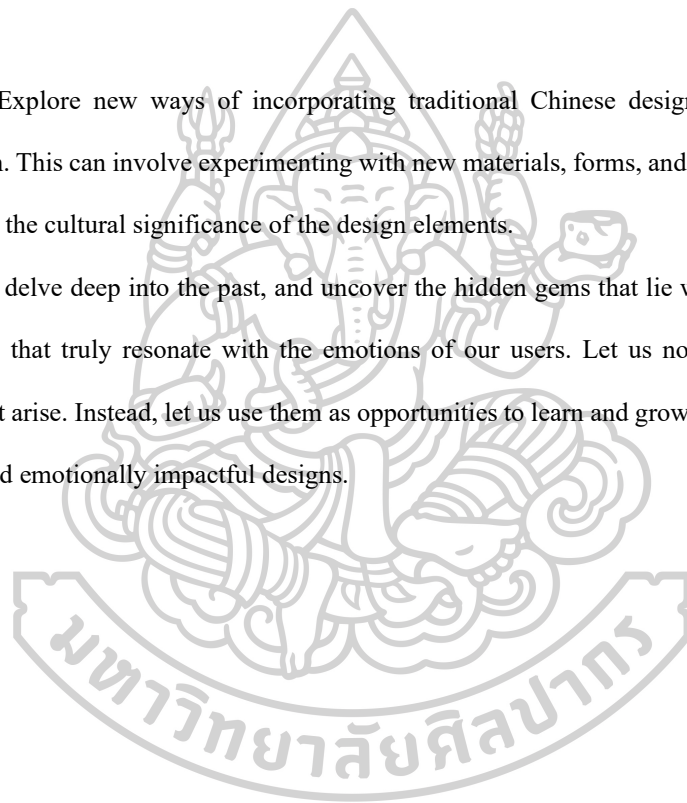 Explore new ways of incorporating traditional Chinese design
. This can involve experimenting with new materials, forms, and
the cultural significance of the design elements.
delve deep into the past, and uncover the hidden gems that lie
that truly resonate with the emotions of our users. Let us
arise. Instead, let us use them as opportunities to learn and grow
emotionally impactful designs.
มหาวิทยาลัยศิลปากร